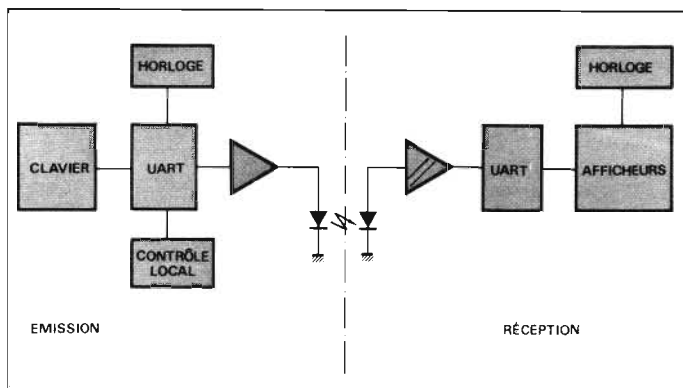 HORLOGE
CLAVIER
UART
CONTRÔLE
LOCAL
EMISSION
HORLOGE
UART
AFFICHEURS
RÉCEPTION